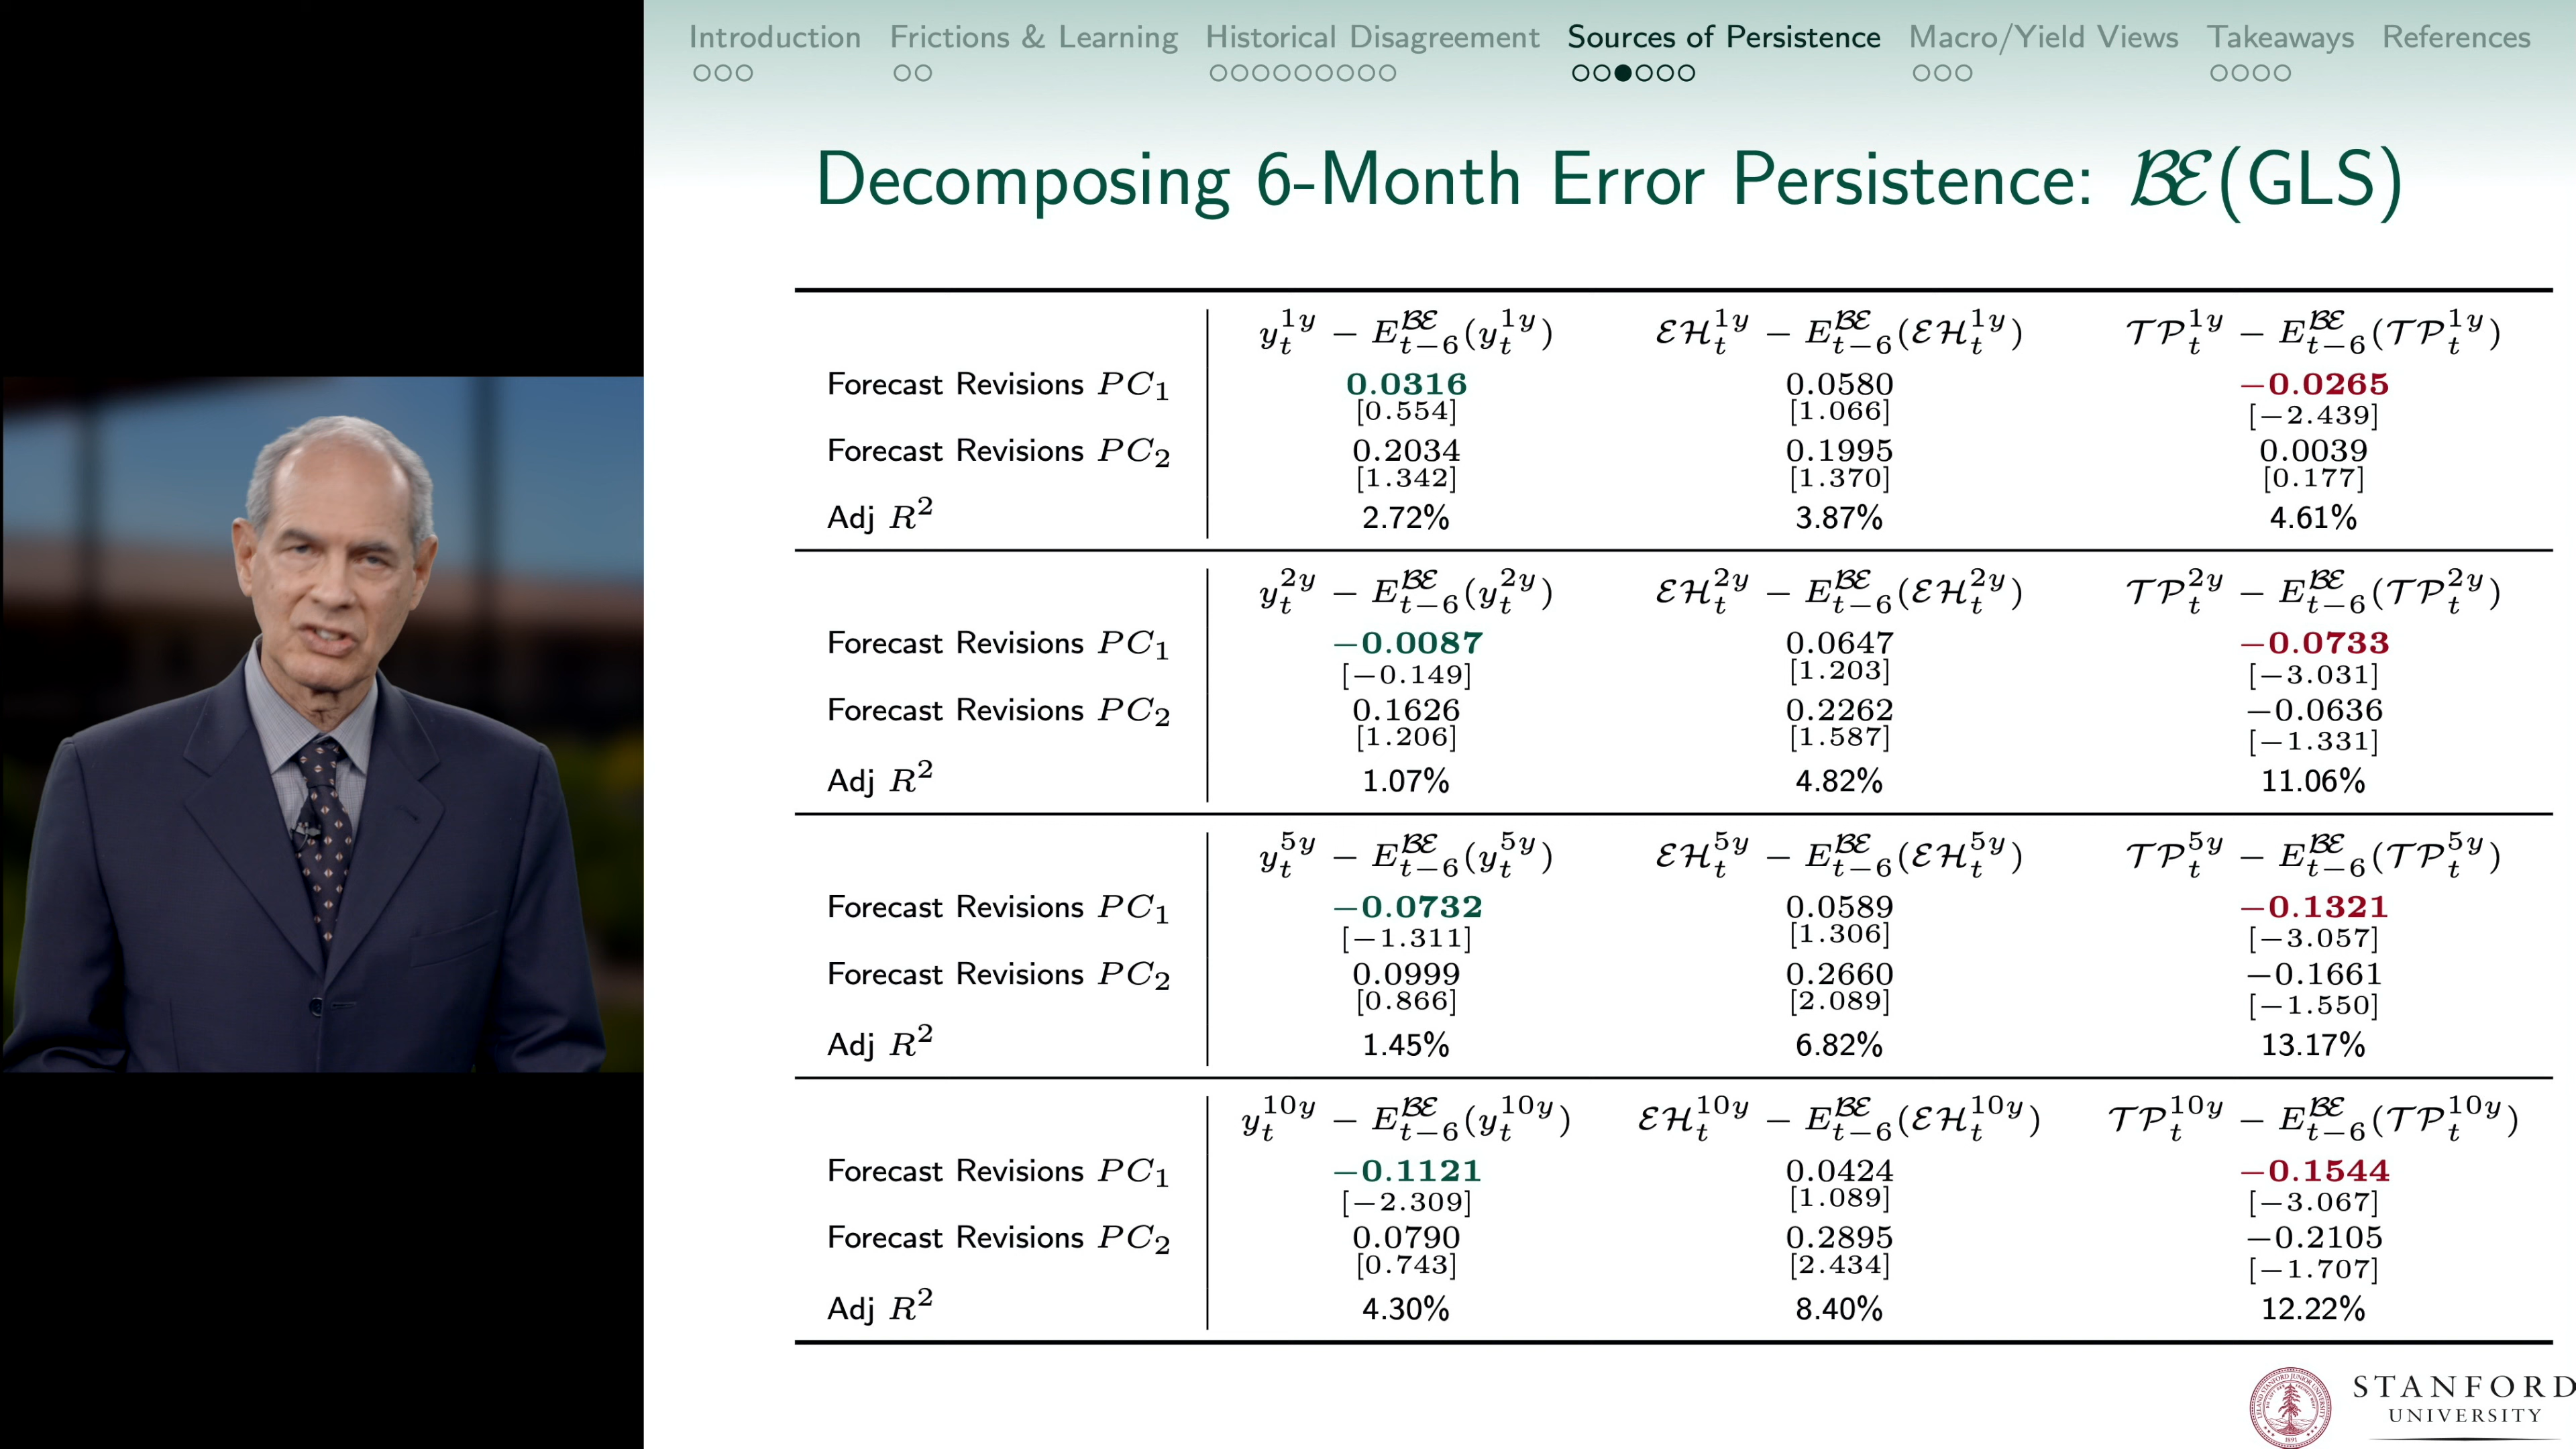 Introduction Frictions & Learning Historical Disagreement Sources of Persistence Macro/Yield Views Takeaways References
Decomposing 6-Month Error Persistence: ℬℰ(GLS)
y_t^{1y} − E_{t−6}^{ℬℰ}(y_t^{1y}) ℰℋ_t^{1y} − E_{t−6}^{ℬℰ}(ℰℋ_t^{1y}) 𝒯𝒫_t^{1y} − E_{t−6}^{ℬℰ}(𝒯𝒫_t^{1y})
Forecast Revisions PC₁ 0.0316 0.0580 −0.0265
[0.554] [1.066] [−2.439]
Forecast Revisions PC₂ 0.2034 0.1995 0.0039
[1.342] [1.370] [0.177]
Adj R² 2.72% 3.87% 4.61%
y_t^{2y} − E_{t−6}^{ℬℰ}(y_t^{2y}) ℰℋ_t^{2y} − E_{t−6}^{ℬℰ}(ℰℋ_t^{2y}) 𝒯𝒫_t^{2y} − E_{t−6}^{ℬℰ}(𝒯𝒫_t^{2y})
Forecast Revisions PC₁ −0.0087 0.0647 −0.0733
[−0.149] [1.203] [−3.031]
Forecast Revisions PC₂ 0.1626 0.2262 −0.0636
[1.206] [1.587] [−1.331]
Adj R² 1.07% 4.82% 11.06%
y_t^{5y} − E_{t−6}^{ℬℰ}(y_t^{5y}) ℰℋ_t^{5y} − E_{t−6}^{ℬℰ}(ℰℋ_t^{5y}) 𝒯𝒫_t^{5y} − E_{t−6}^{ℬℰ}(𝒯𝒫_t^{5y})
Forecast Revisions PC₁ −0.0732 0.0589 −0.1321
[−1.311] [1.306] [−3.057]
Forecast Revisions PC₂ 0.0999 0.2660 −0.1661
[0.866] [2.089] [−1.550]
Adj R² 1.45% 6.82% 13.17%
y_t^{10y} − E_{t−6}^{ℬℰ}(y_t^{10y}) ℰℋ_t^{10y} − E_{t−6}^{ℬℰ}(ℰℋ_t^{10y}) 𝒯𝒫_t^{10y} − E_{t−6}^{ℬℰ}(𝒯𝒫_t^{10y})
Forecast Revisions PC₁ −0.1121 0.0424 −0.1544
[−2.309] [1.089] [−3.067]
Forecast Revisions PC₂ 0.0790 0.2895 −0.2105
[0.743] [2.434] [−1.707]
Adj R² 4.30% 8.40% 12.22%
STANFORD
UNIVERSITY